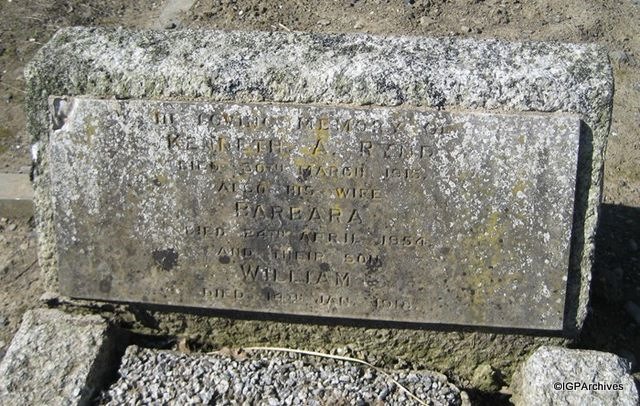 IN LOVING MEMORY OF
KENNETH A. RYND
DIED 30TH MARCH
ALSO HIS WIFE
BARBARA
DIED 24TH APRIL 1954
AND THEIR SON
WILLIAM
DIED 14TH JAN.
©IGPArchives